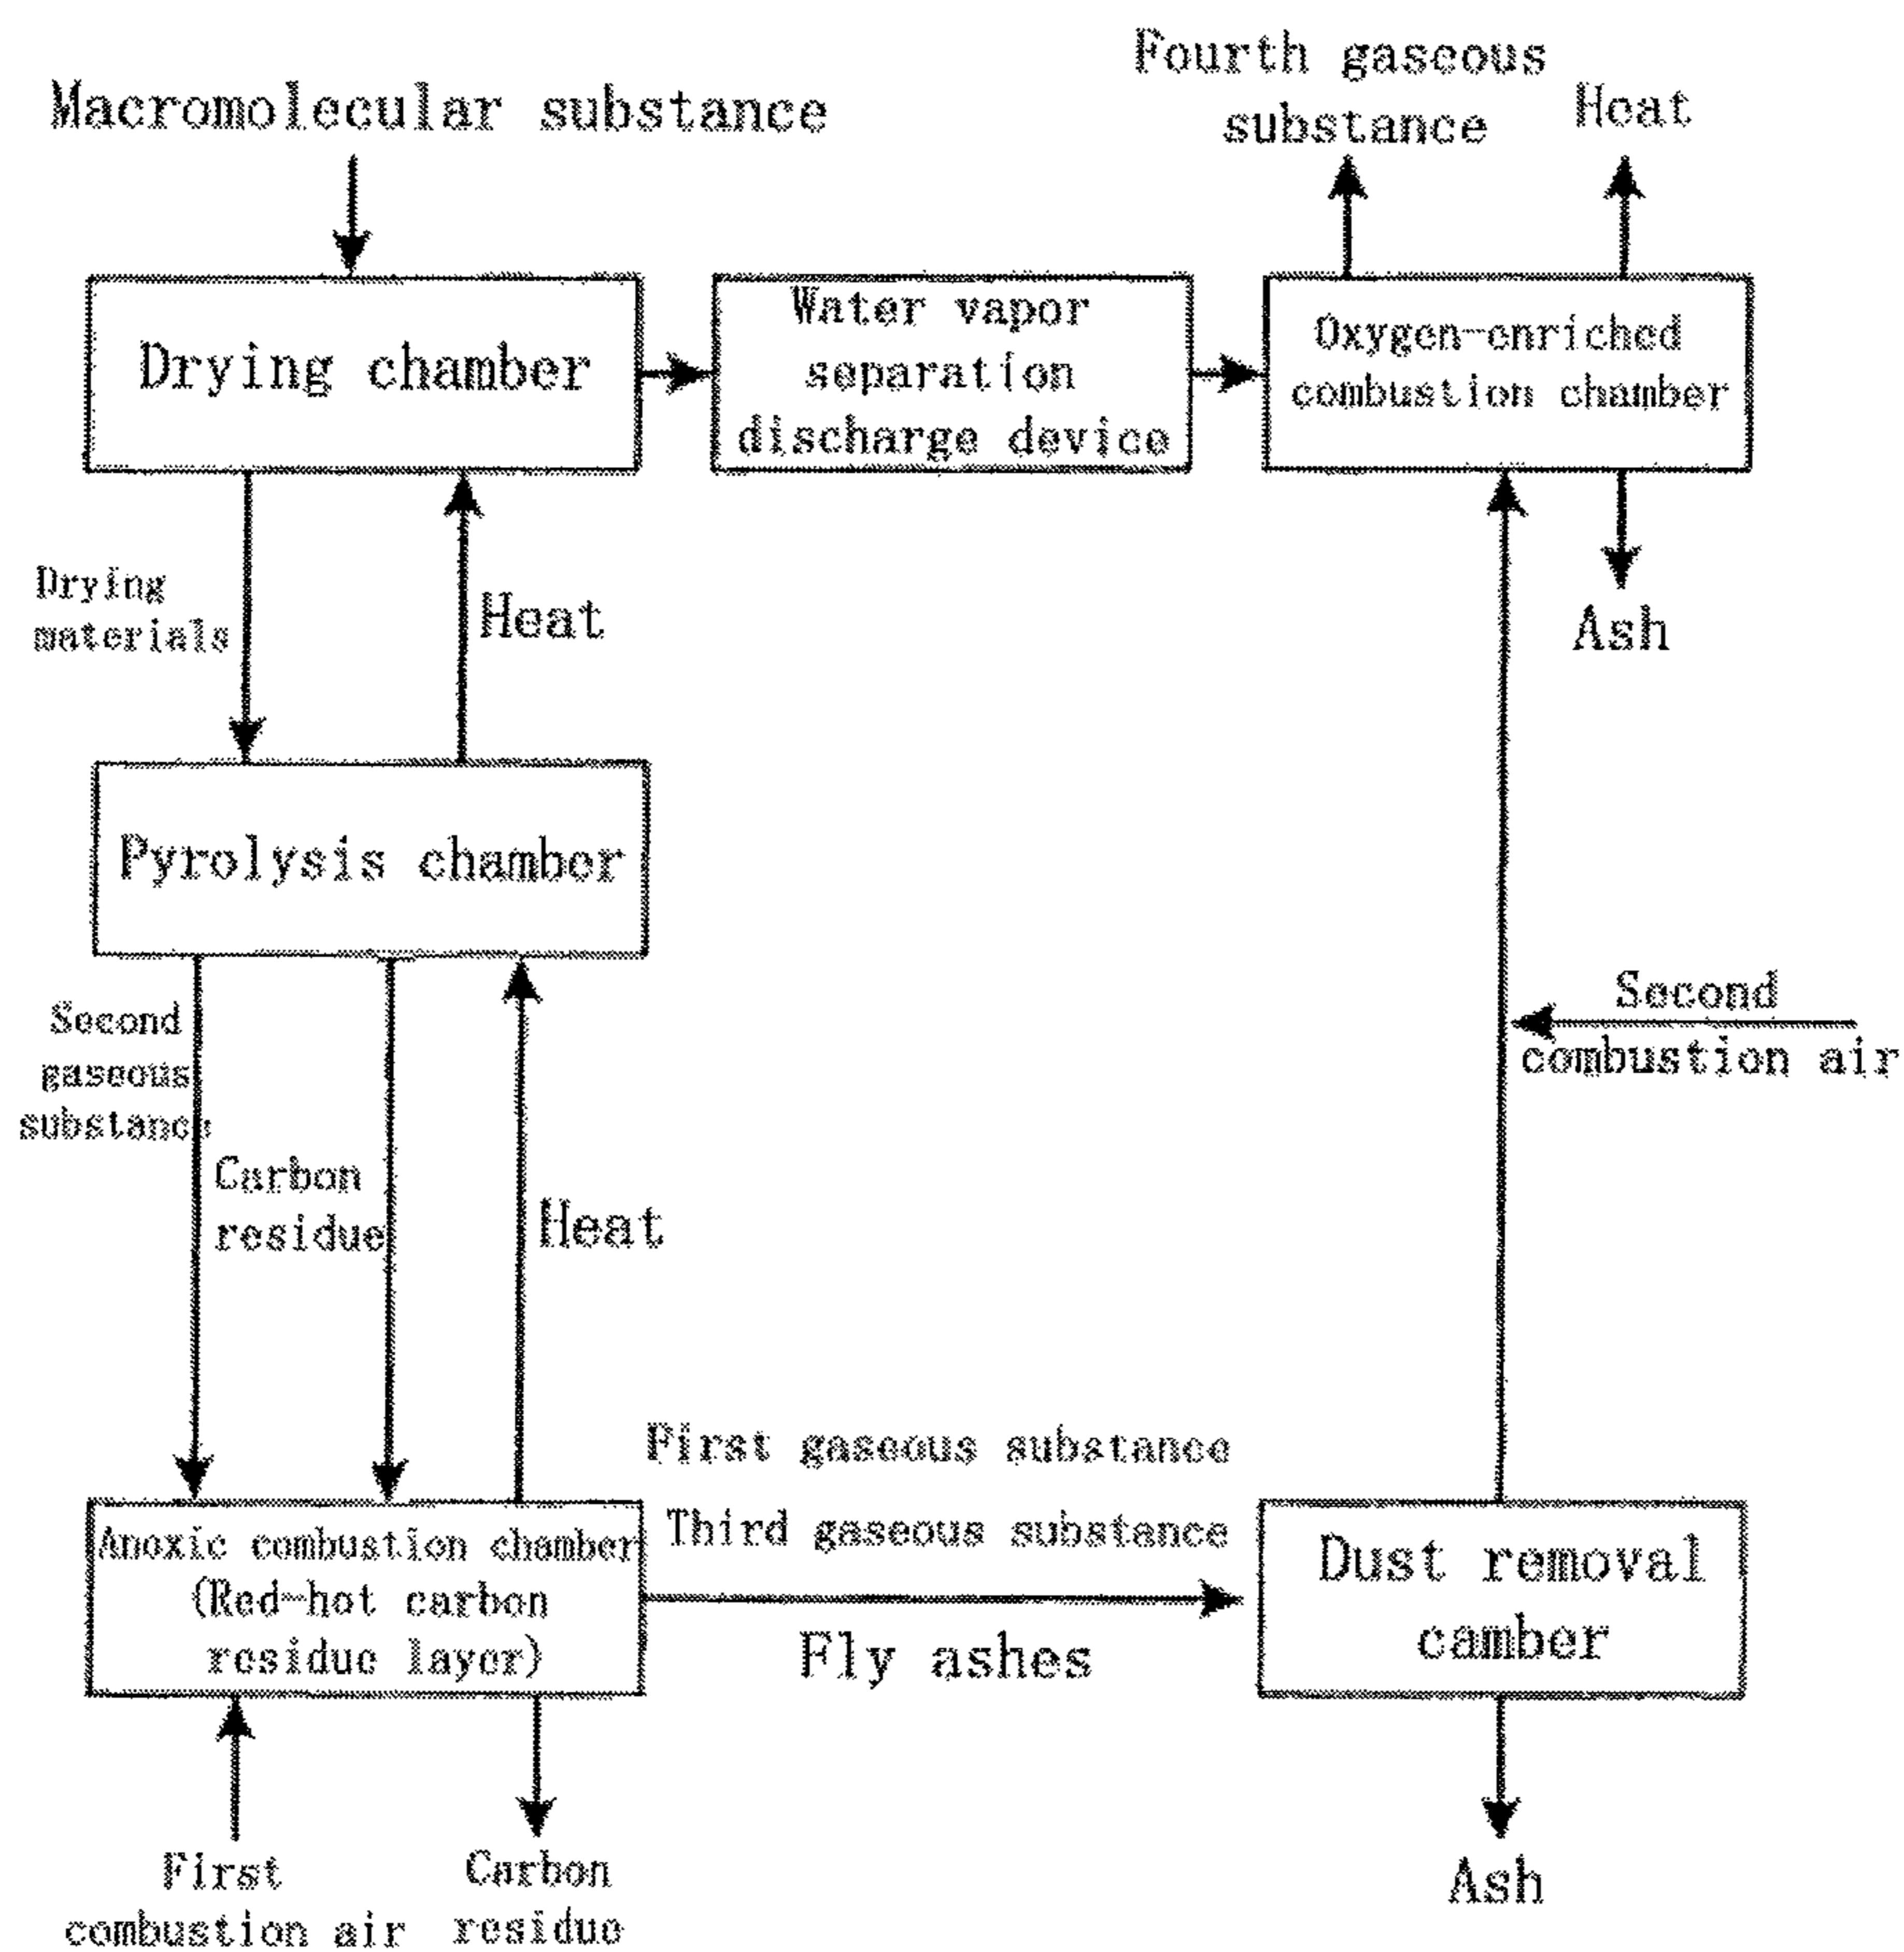 Fourth gaseous
substance
Heat
Macromolecular substance
Drying chamber
Water vapor
separation
discharge device
Oxygen-enriched
combustion chamber
Drying
materials
Heat
Ash
Pyrolysis chamber
Second
gaseous
substance
Carbon
residue
Heat
Second
combustion air
First gaseous substance
Third gaseous substance
Fly ashes
Anoxic combustion chamber
(Red-hot carbon
residue layer)
Dust removal
camber
First
combustion air
Carbon
residue
Ash